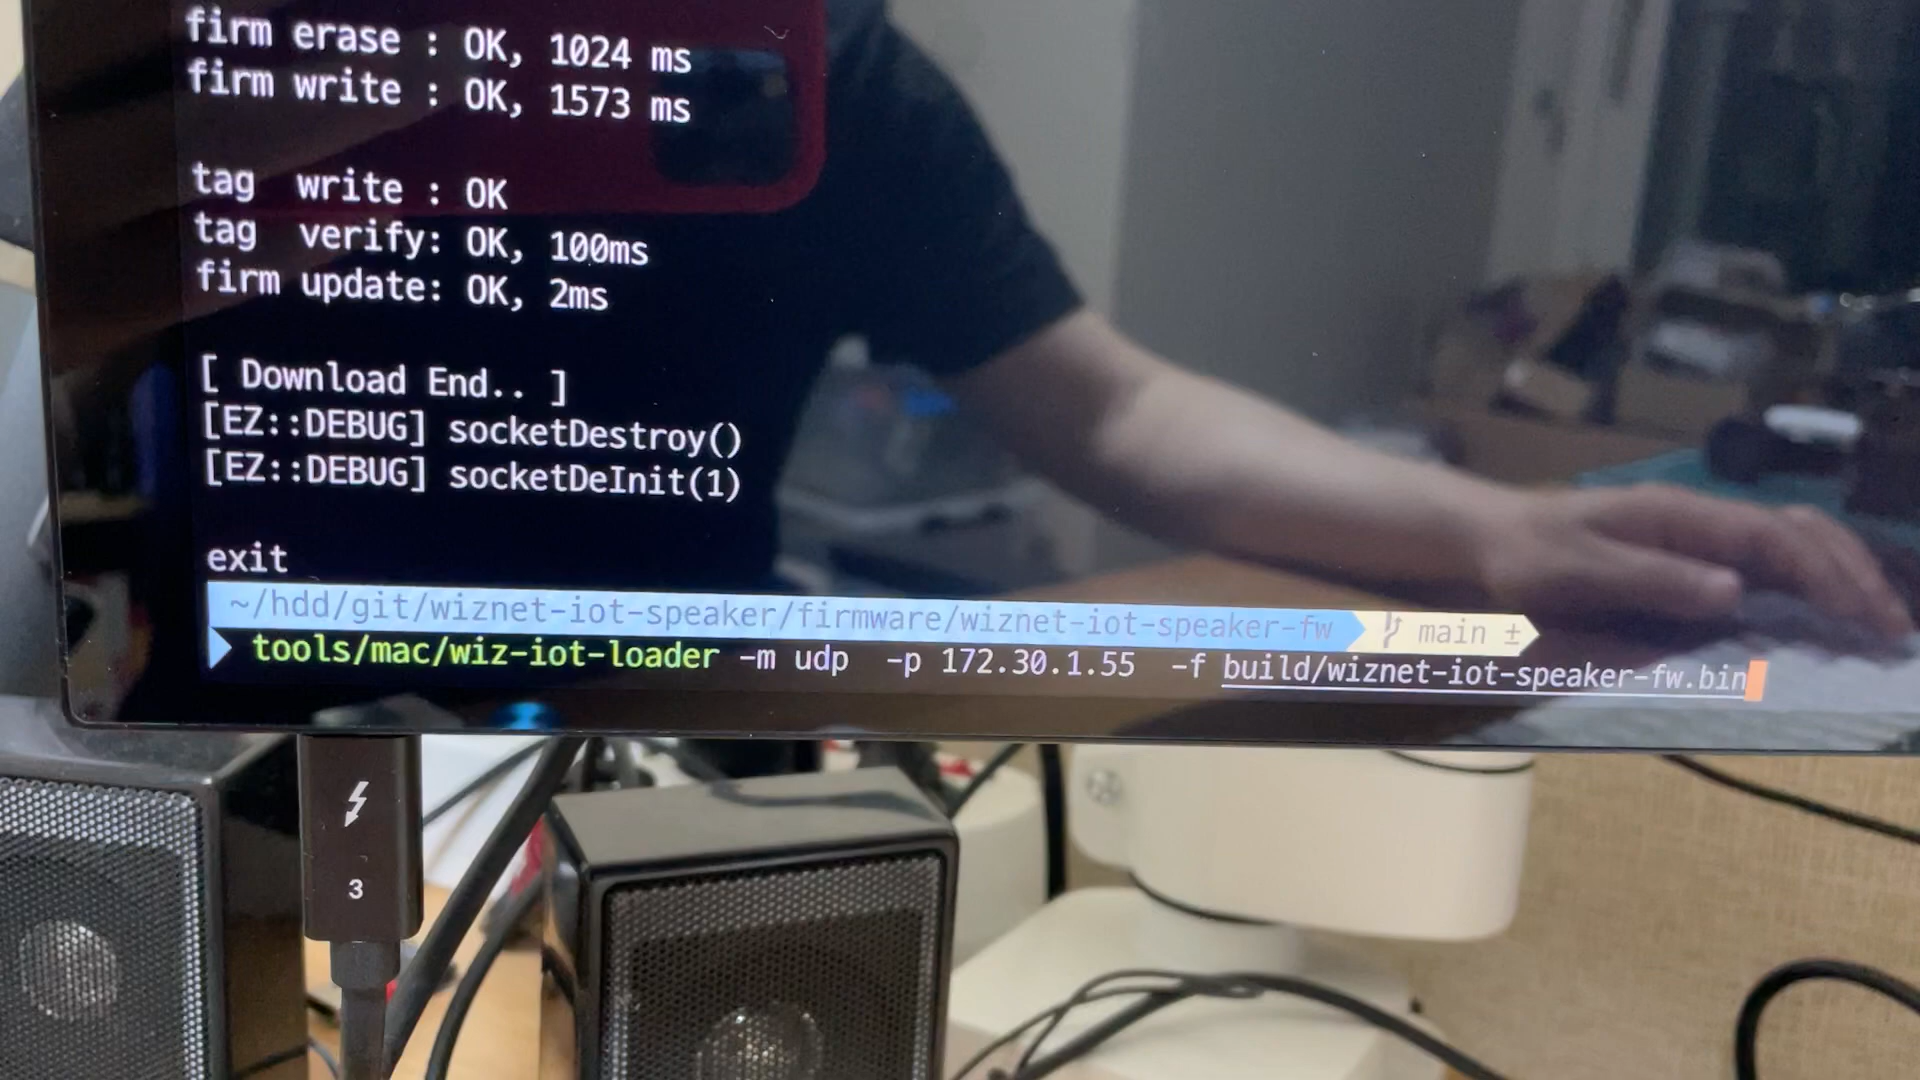 firm erase : OK, 1024 ms
firm write : OK, 1573 ms
tag  write : OK
tag  verify: OK, 100ms
firm update: OK, 2ms
[ Download End.. ]
[EZ::DEBUG] socketDestroy()
[EZ::DEBUG] socketDeInit(1)
exit
~/hdd/git/wiznet-iot-speaker/firmware/wiznet-iot-speaker-fw main ±
tools/mac/wiz-iot-loader -m udp  -p 172.30.1.55  -f build/wiznet-iot-speaker-fw.bin
3